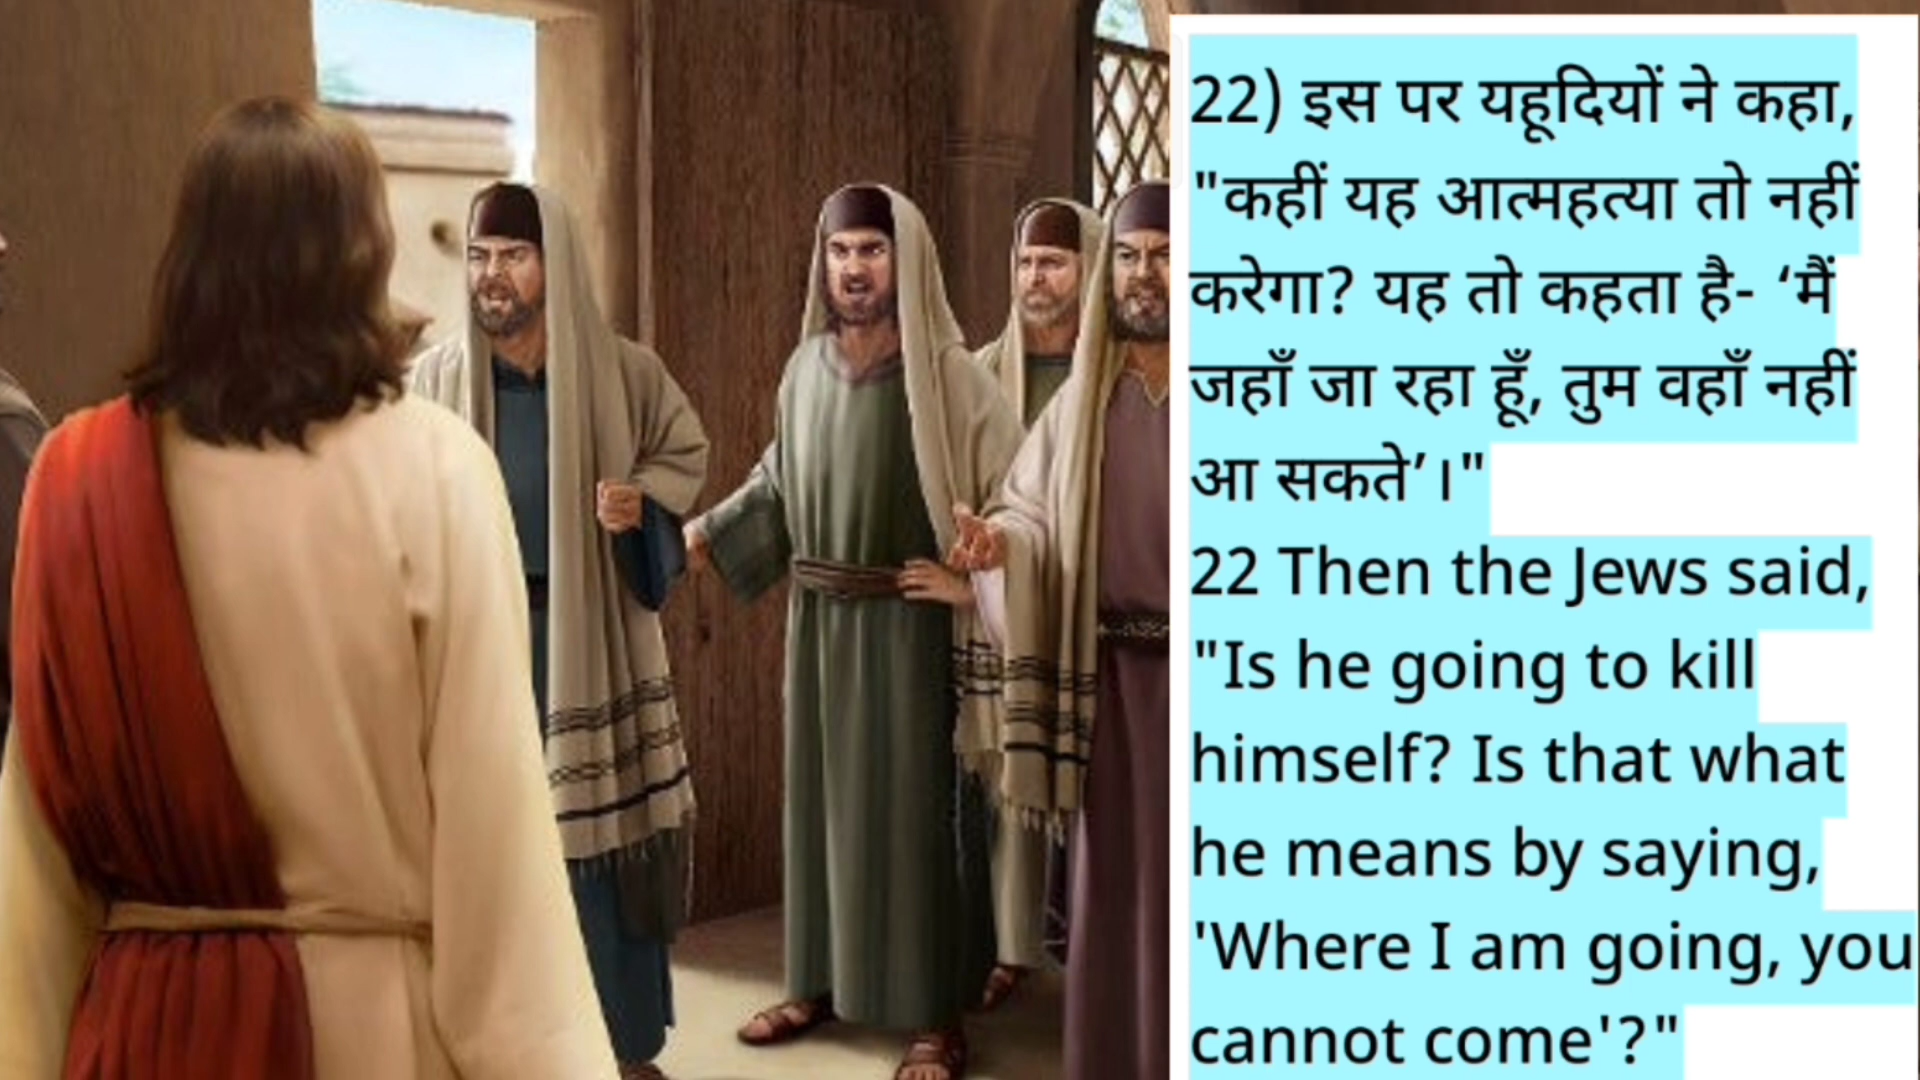 22) इस पर यहूदियों ने कहा,
"कहीं यह आत्महत्या तो नहीं
करेगा? यह तो कहता है- ‘मैं
जहाँ जा रहा हूँ, तुम वहाँ नहीं
आ सकते’।"
22 Then the Jews said,
"Is he going to kill
himself? Is that what
he means by saying,
'Where I am going, you
cannot come'?"